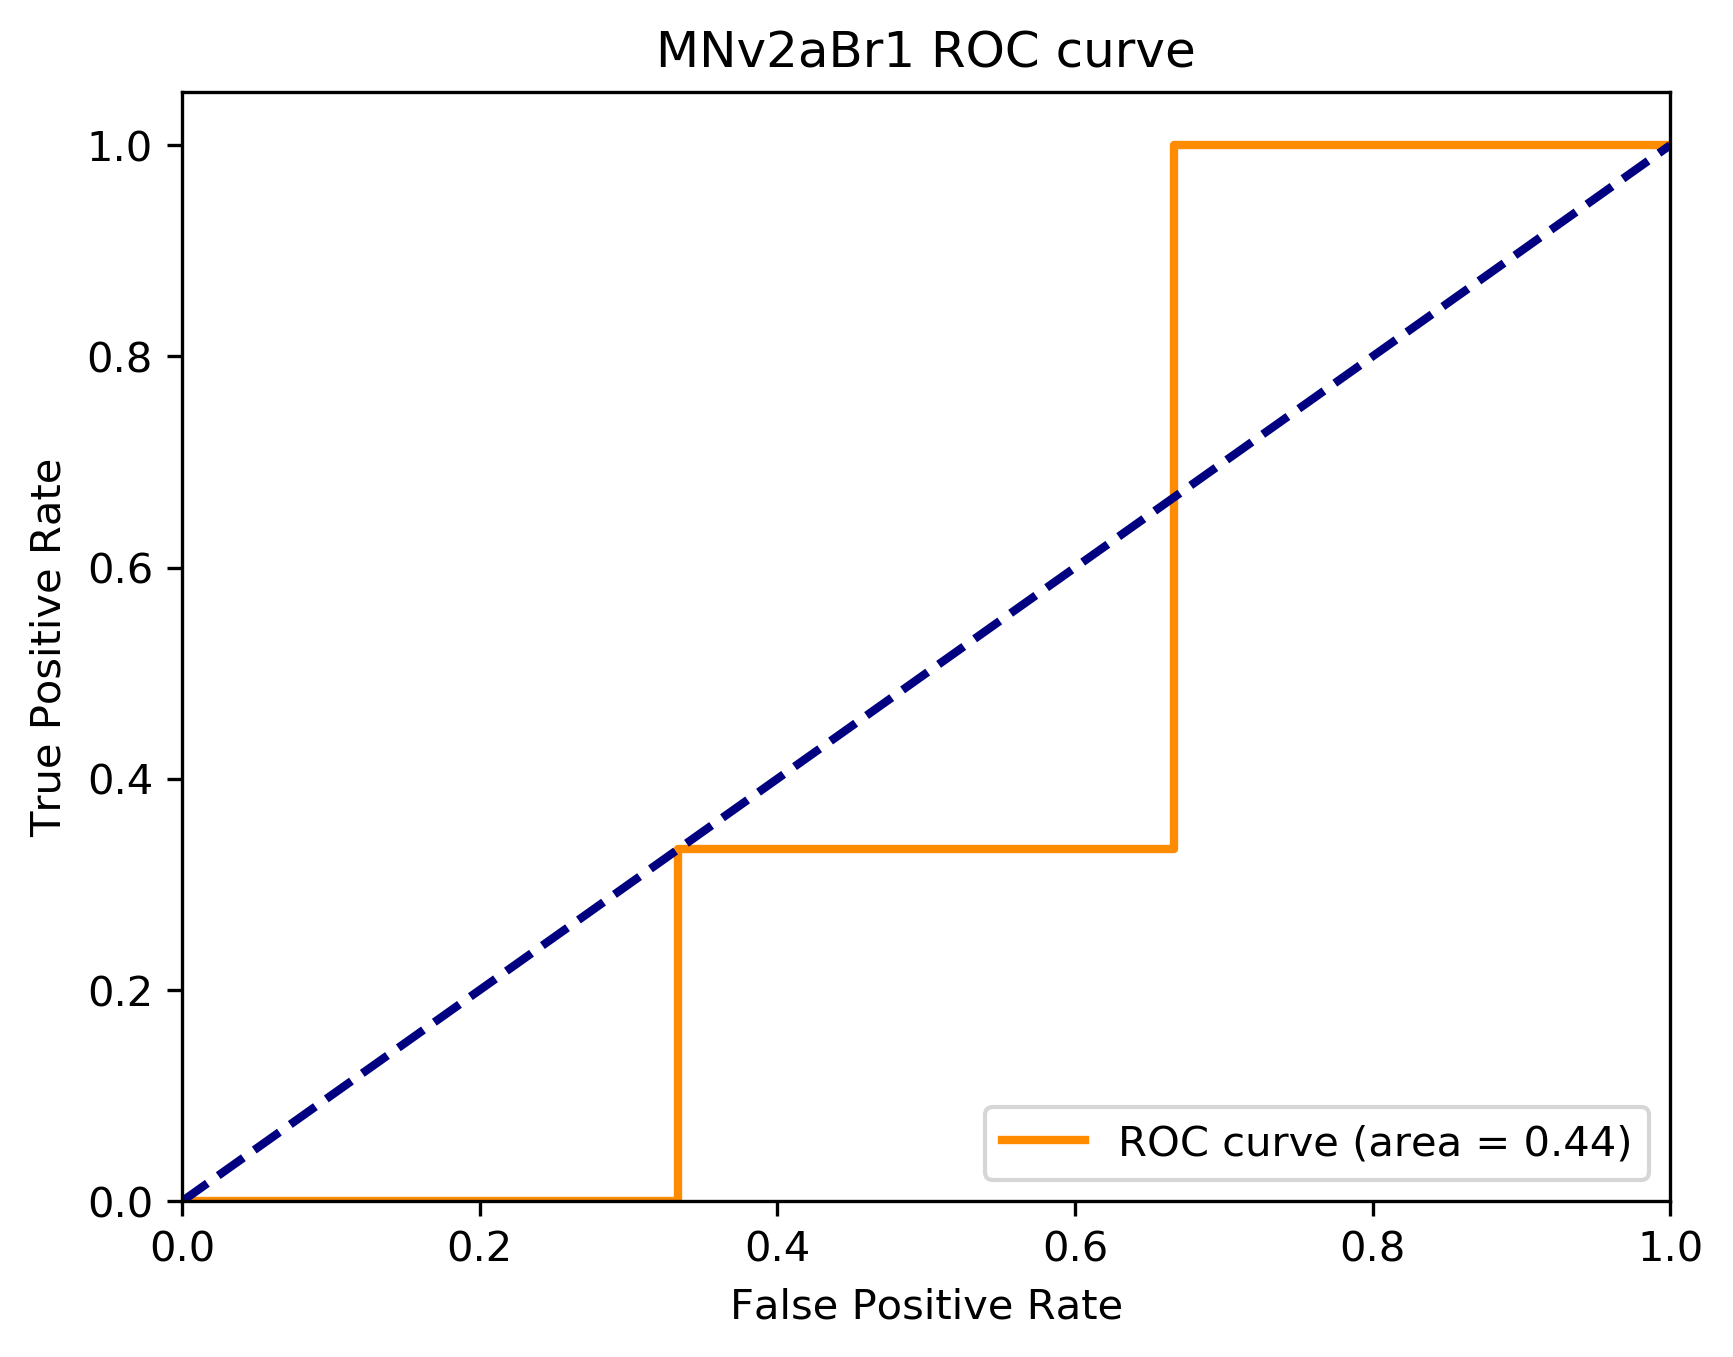 MNv2aBr1 ROC curve
1.0
0.8
0.6
0.4
0.2
0.0
True Positive Rate
ROC curve (area = 0.44)
0.0 0.2 0.4 0.6 0.8 1.0
False Positive Rate